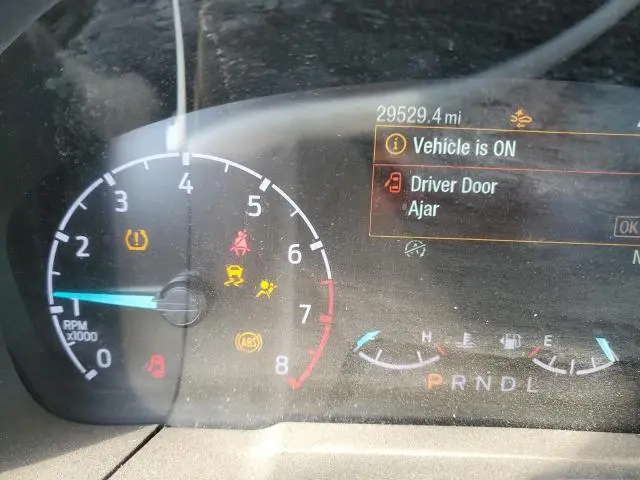 29529.4 mi
Vehicle is ON
Driver Door
Ajar
OK
0
1
2
3
4
5
6
7
8
RPM
x1000
ABS
H
E
P R N D L